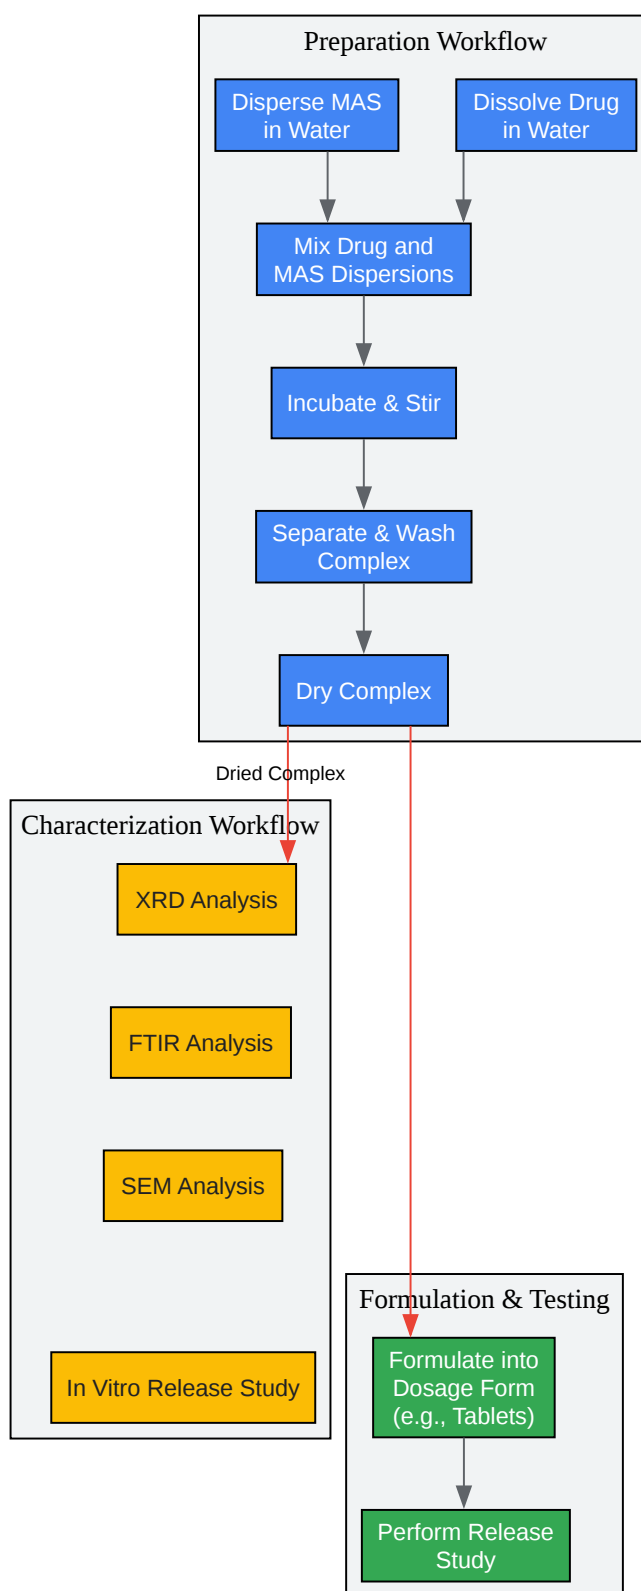 Preparation Workflow
Disperse MAS
in Water
Dissolve Drug
in Water
Mix Drug and
MAS Dispersions
Incubate & Stir
Separate & Wash
Complex
Dry Complex
Dried Complex
Characterization Workflow
XRD Analysis
FTIR Analysis
SEM Analysis
In Vitro Release Study
Formulation & Testing
Formulate into
Dosage Form
(e.g., Tablets)
Perform Release
Study